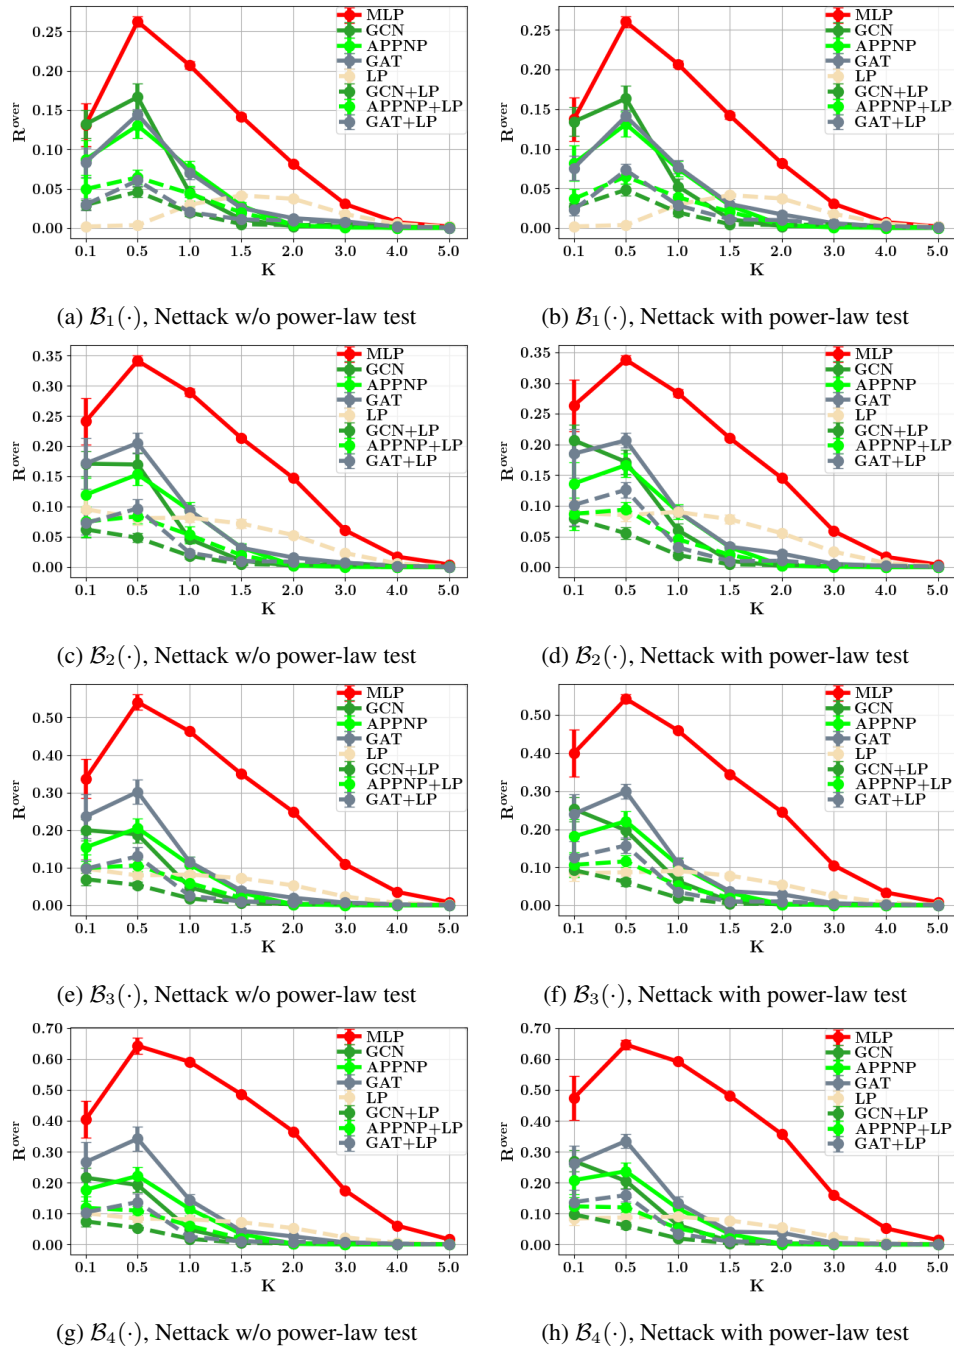 0.25
0.20
0.15
0.10
0.05
0.00
R^over
0.1 0.5 1.0 1.5 2.0 3.0 4.0 5.0
K
MLP
GCN
APPNP
GAT
LP
GCN+LP
APPNP+LP
GAT+LP
(a) B₁(·), Nettack w/o power-law test
0.25
0.20
0.15
0.10
0.05
0.00
R^over
0.1 0.5 1.0 1.5 2.0 3.0 4.0 5.0
K
MLP
GCN
APPNP
GAT
LP
GCN+LP
APPNP+LP
GAT+LP
(b) B₁(·), Nettack with power-law test
0.35
0.30
0.25
0.20
0.15
0.10
0.05
0.00
R^over
0.1 0.5 1.0 1.5 2.0 3.0 4.0 5.0
K
MLP
GCN
APPNP
GAT
LP
GCN+LP
APPNP+LP
GAT+LP
(c) B₂(·), Nettack w/o power-law test
0.35
0.30
0.25
0.20
0.15
0.10
0.05
0.00
R^over
0.1 0.5 1.0 1.5 2.0 3.0 4.0 5.0
K
MLP
GCN
APPNP
GAT
LP
GCN+LP
APPNP+LP
GAT+LP
(d) B₂(·), Nettack with power-law test
0.50
0.40
0.30
0.20
0.10
0.00
R^over
0.1 0.5 1.0 1.5 2.0 3.0 4.0 5.0
K
MLP
GCN
APPNP
GAT
LP
GCN+LP
APPNP+LP
GAT+LP
(e) B₃(·), Nettack w/o power-law test
0.50
0.40
0.30
0.20
0.10
0.00
R^over
0.1 0.5 1.0 1.5 2.0 3.0 4.0 5.0
K
MLP
GCN
APPNP
GAT
LP
GCN+LP
APPNP+LP
GAT+LP
(f) B₃(·), Nettack with power-law test
0.70
0.60
0.50
0.40
0.30
0.20
0.10
0.00
R^over
0.1 0.5 1.0 1.5 2.0 3.0 4.0 5.0
K
MLP
GCN
APPNP
GAT
LP
GCN+LP
APPNP+LP
GAT+LP
(g) B₄(·), Nettack w/o power-law test
0.70
0.60
0.50
0.40
0.30
0.20
0.10
0.00
R^over
0.1 0.5 1.0 1.5 2.0 3.0 4.0 5.0
K
MLP
GCN
APPNP
GAT
LP
GCN+LP
APPNP+LP
GAT+LP
(h) B₄(·), Nettack with power-law test